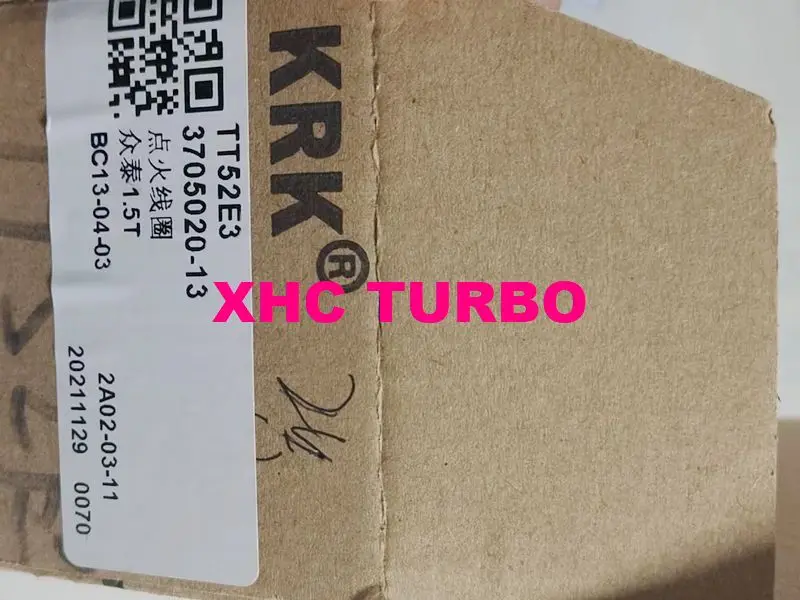 KRK®
TT52E3
3705020-13
点火线圈
众泰1.5T
BC13-04-03
2A02-03-11
20211129 0070
XHC TURBO